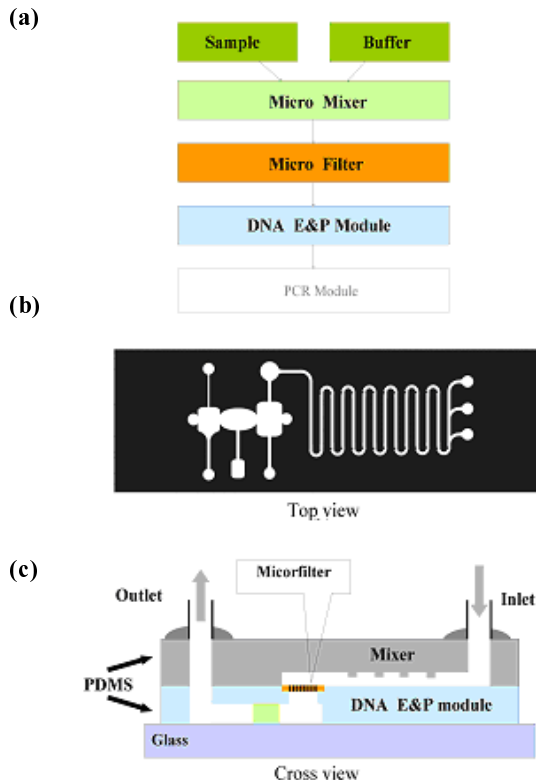 (a)
Sample
Buffer
Micro Mixer
Micro Filter
DNA E&P Module
PCR Module
(b)
Top view
(c)
Micorfilter
Outlet
Inlet
Mixer
PDMS
DNA E&P module
Glass
Cross view